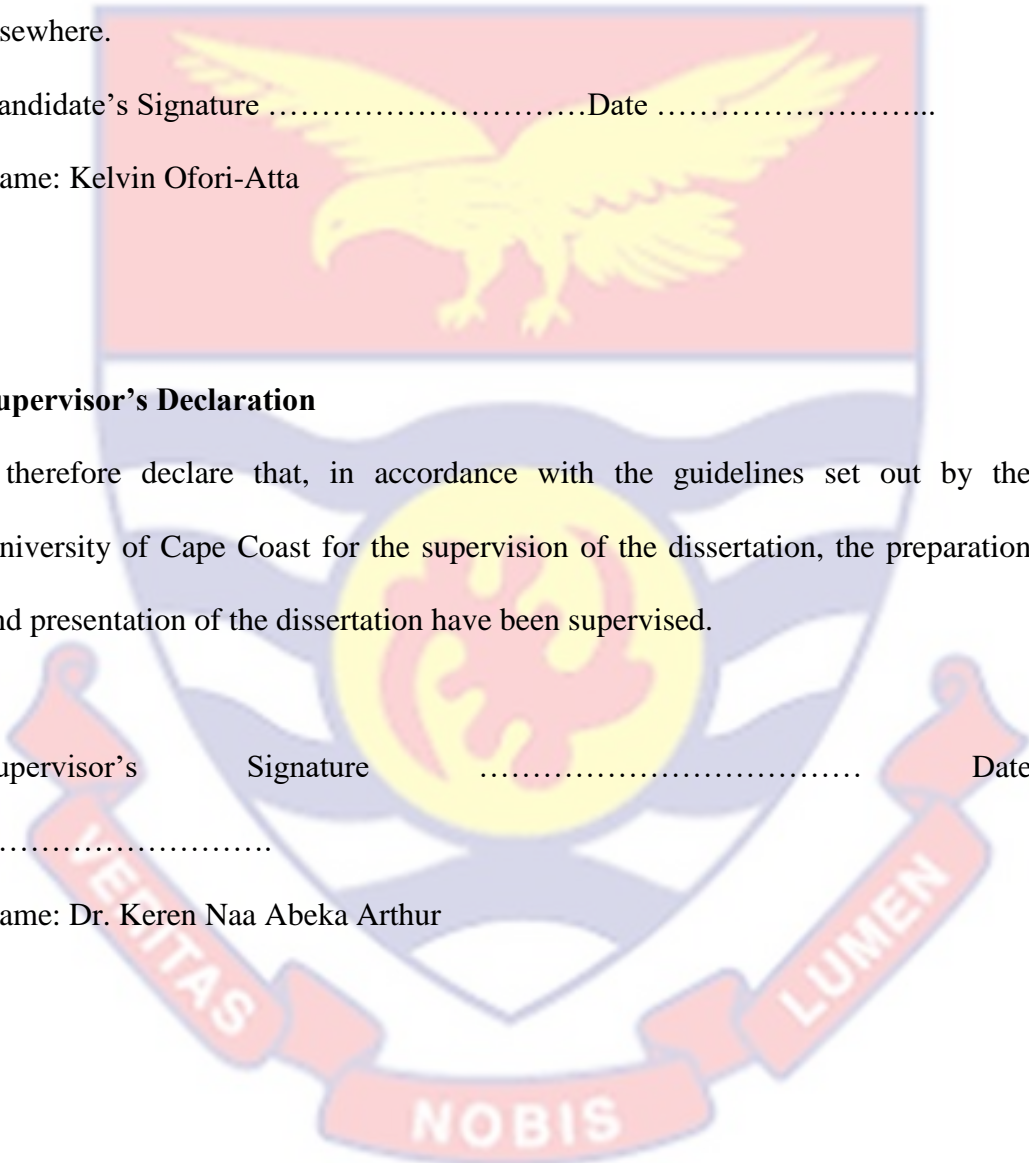 sewhere.
andidate's Signature …………………………Date ……………………...
ame: Kelvin Ofori-Atta
upervisor's Declaration
therefore declare that, in accordance with the guidelines set out by the
niversity of Cape Coast for the supervision of the dissertation, the preparation
nd presentation of the dissertation have been supervised.
upervisor's Signature ……………………………… Date
…………………….
ame: Dr. Keren Naa Abeka Arthur
VERITAS
NOBIS
LUMEN